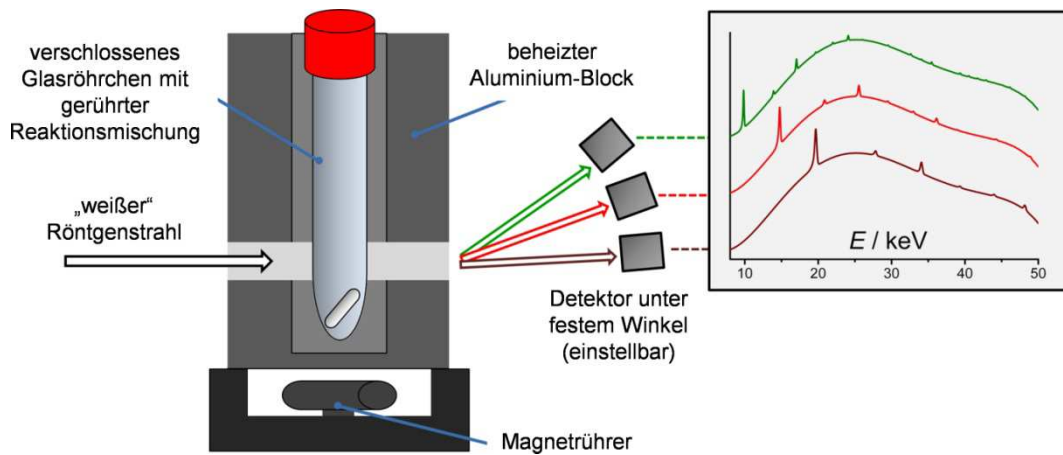 verschlossenes
Glasröhrchen mit
gerührter
Reaktionsmischung
beheizter
Aluminium-Block
„weißer“
Röntgenstrahl
Detektor unter
festem Winkel
(einstellbar)
Magnetrührer
E / keV
10 20 30 40 50